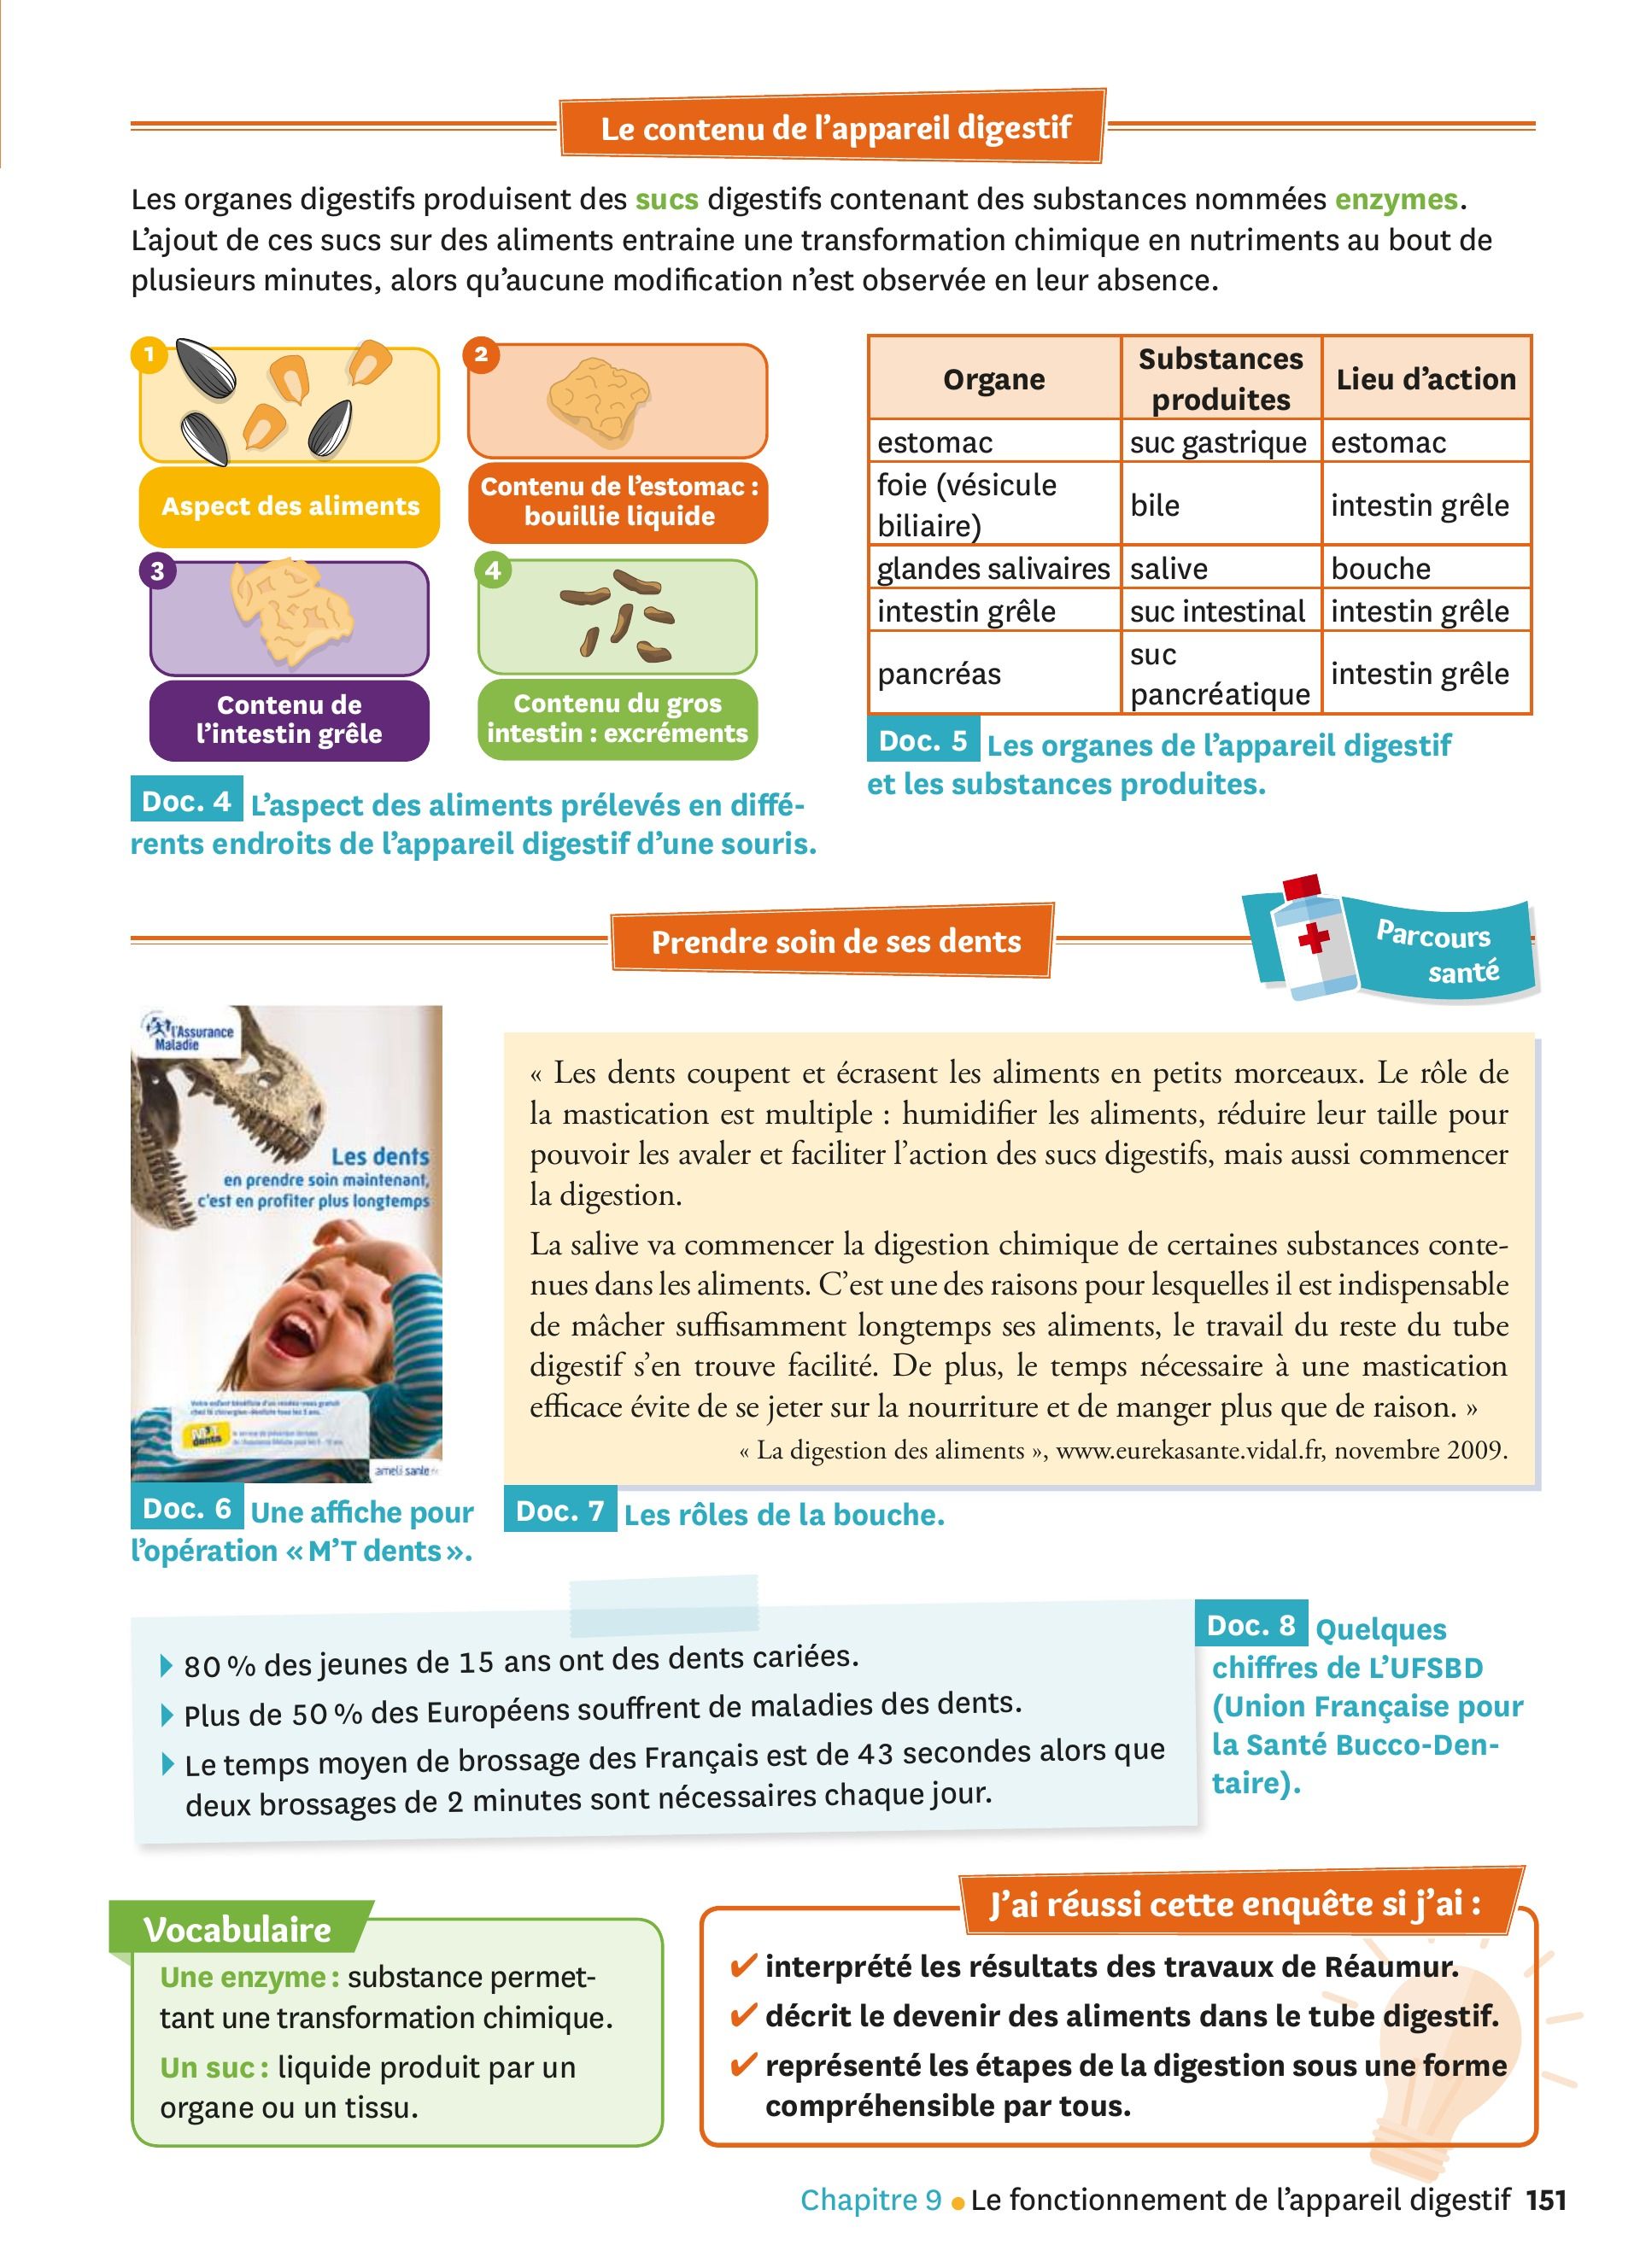 Le contenu de l'appareil digestif
Les organes digestifs produisent des sucs digestifs contenant des substances nommées enzymes.
L'ajout de ces sucs sur des aliments entraine une transformation chimique en nutriments au bout de
plusieurs minutes, alors qu'aucune modification n'est observée en leur absence.
1
Aspect des aliments
2
Contenu de l'estomac :
bouillie liquide
3
Contenu de
l'intestin grêle
4
Contenu du gros
intestin : excréments
Doc. 4 L'aspect des aliments prélevés en diffé-
rents endroits de l'appareil digestif d'une souris.
Organe
Substances
produites
Lieu d'action
estomac
suc gastrique
estomac
foie (vésicule
biliaire)
bile
intestin grêle
glandes salivaires
salive
bouche
intestin grêle
suc intestinal
intestin grêle
pancréas
suc
pancréatique
intestin grêle
Doc. 5 Les organes de l'appareil digestif
et les substances produites.
Prendre soin de ses dents
Parcours
santé
l'Assurance
Maladie
Les dents
en prendre soin maintenant,
c'est en profiter plus longtemps
M'T
dents
ameli sante.fr
Doc. 6 Une affiche pour
l'opération « M'T dents ».
« Les dents coupent et écrasent les aliments en petits morceaux. Le rôle de
la mastication est multiple : humidifier les aliments, réduire leur taille pour
pouvoir les avaler et faciliter l'action des sucs digestifs, mais aussi commencer
la digestion.
La salive va commencer la digestion chimique de certaines substances conte-
nues dans les aliments. C'est une des raisons pour lesquelles il est indispensable
de mâcher suffisamment longtemps ses aliments, le travail du reste du tube
digestif s'en trouve facilité. De plus, le temps nécessaire à une mastication
efficace évite de se jeter sur la nourriture et de manger plus que de raison. »
« La digestion des aliments », www.eurekasante.vidal.fr, novembre 2009.
Doc. 7 Les rôles de la bouche.
80 % des jeunes de 15 ans ont des dents cariées.
Plus de 50 % des Européens souffrent de maladies des dents.
Le temps moyen de brossage des Français est de 43 secondes alors que
deux brossages de 2 minutes sont nécessaires chaque jour.
Doc. 8 Quelques
chiffres de L'UFSBD
(Union Française pour
la Santé Bucco-Den-
taire).
Vocabulaire
Une enzyme : substance permet-
tant une transformation chimique.
Un suc : liquide produit par un
organe ou un tissu.
J'ai réussi cette enquête si j'ai :
✔ interprété les résultats des travaux de Réaumur.
✔ décrit le devenir des aliments dans le tube digestif.
✔ représenté les étapes de la digestion sous une forme
compréhensible par tous.
Chapitre 9 ● Le fonctionnement de l'appareil digestif 151